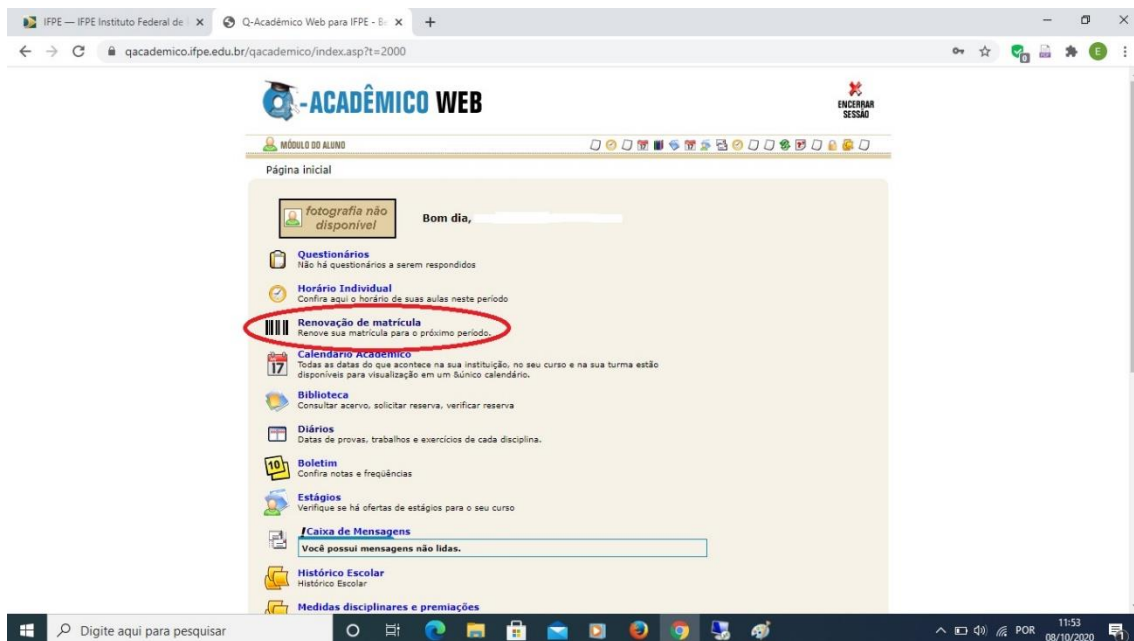 IFPE — IFPE Instituto Federal de
Q-Acadêmico Web para IFPE - B
qacademico.ifpe.edu.br/qacademico/index.asp?t=2000
E
Q-ACADÊMICO WEB
ENCERRAR
SESSÃO
MÓDULO DO ALUNO
Página inicial
fotografia não
disponível
Bom dia,
Questionários
Não há questionários a serem respondidos
Horário Individual
Confira aqui o horário de suas aulas neste período
Renovação de matrícula
Renove sua matrícula para o próximo período.
Calendário Acadêmico
17
Todas as datas do que acontece na sua instituição, no seu curso e na sua turma estão
disponíveis para visualização em um &único calendário.
Biblioteca
Consultar acervo, solicitar reserva, verificar reserva
Diários
Datas de provas, trabalhos e exercícios de cada disciplina.
10
Boletim
Confira notas e freqüências
Estágios
Verifique se há ofertas de estágios para o seu curso
Caixa de Mensagens
Você possui mensagens não lidas.
Histórico Escolar
Histórico Escolar
Medidas disciplinares e premiações
Digite aqui para pesquisar
POR
11:53
08/10/2020